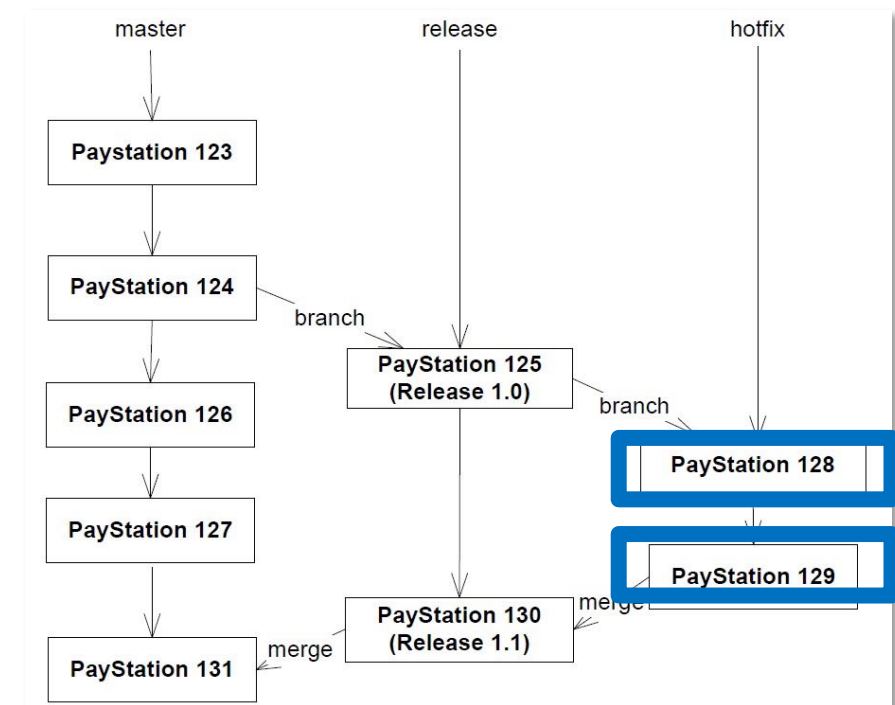 master
release
hotfix
Paystation 123
PayStation 124
branch
PayStation 125
(Release 1.0)
PayStation 126
branch
PayStation 128
PayStation 127
PayStation 129
merge
PayStation 130
(Release 1.1)
merge
PayStation 131